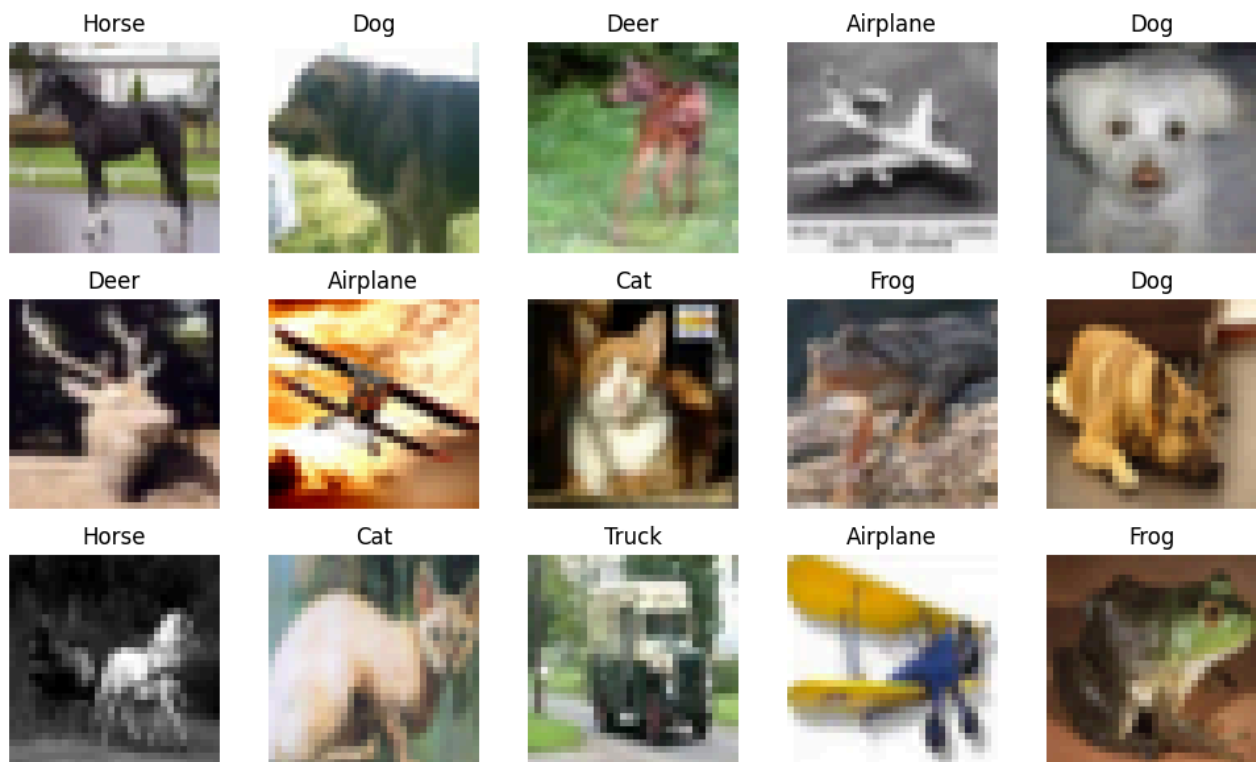 Horse Dog Deer Airplane Dog
Deer Airplane Cat Frog Dog
Horse Cat Truck Airplane Frog